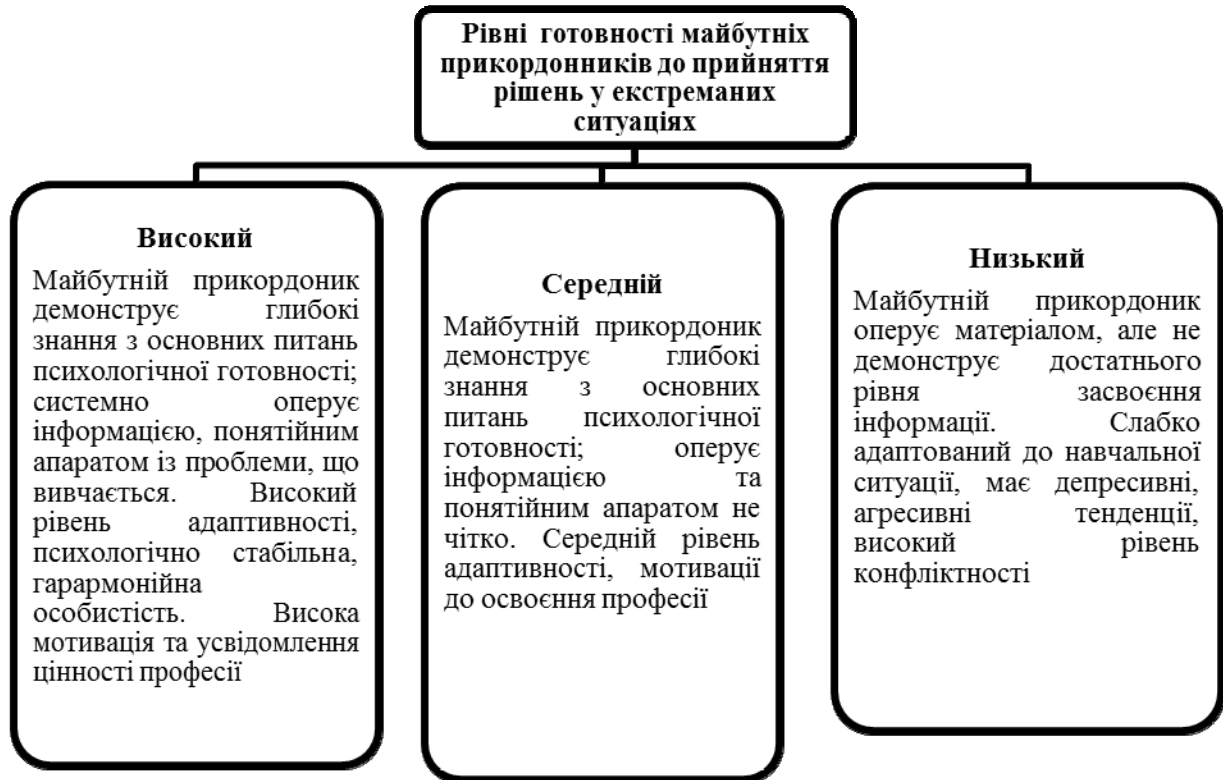 Рівні готовності майбутніх
прикордонників до прийняття
рішень у екстреманих
ситуаціях
Високий
Майбутній прикордоник
демонструє глибокі
знання з основних питань
психологічної готовності;
системно оперує
інформацією, понятійним
апаратом із проблеми, що
вивчається. Високий
рівень адаптивності,
психологічно стабільна,
гарармонійна
особистість. Висока
мотивація та усвідомлення
цінності професії
Середній
Майбутній прикордоник
демонструє глибокі
знання з основних
питань психологічної
готовності; оперує
інформацією та
понятійним апаратом не
чітко. Середній рівень
адаптивності, мотивації
до освоєння професії
Низький
Майбутній прикордоник
оперує матеріалом, але не
демонструє достатнього
рівня засвоєння
інформації. Слабко
адаптований до навчальної
ситуації, має депресивні,
агресивні тенденції,
високий рівень
конфліктності